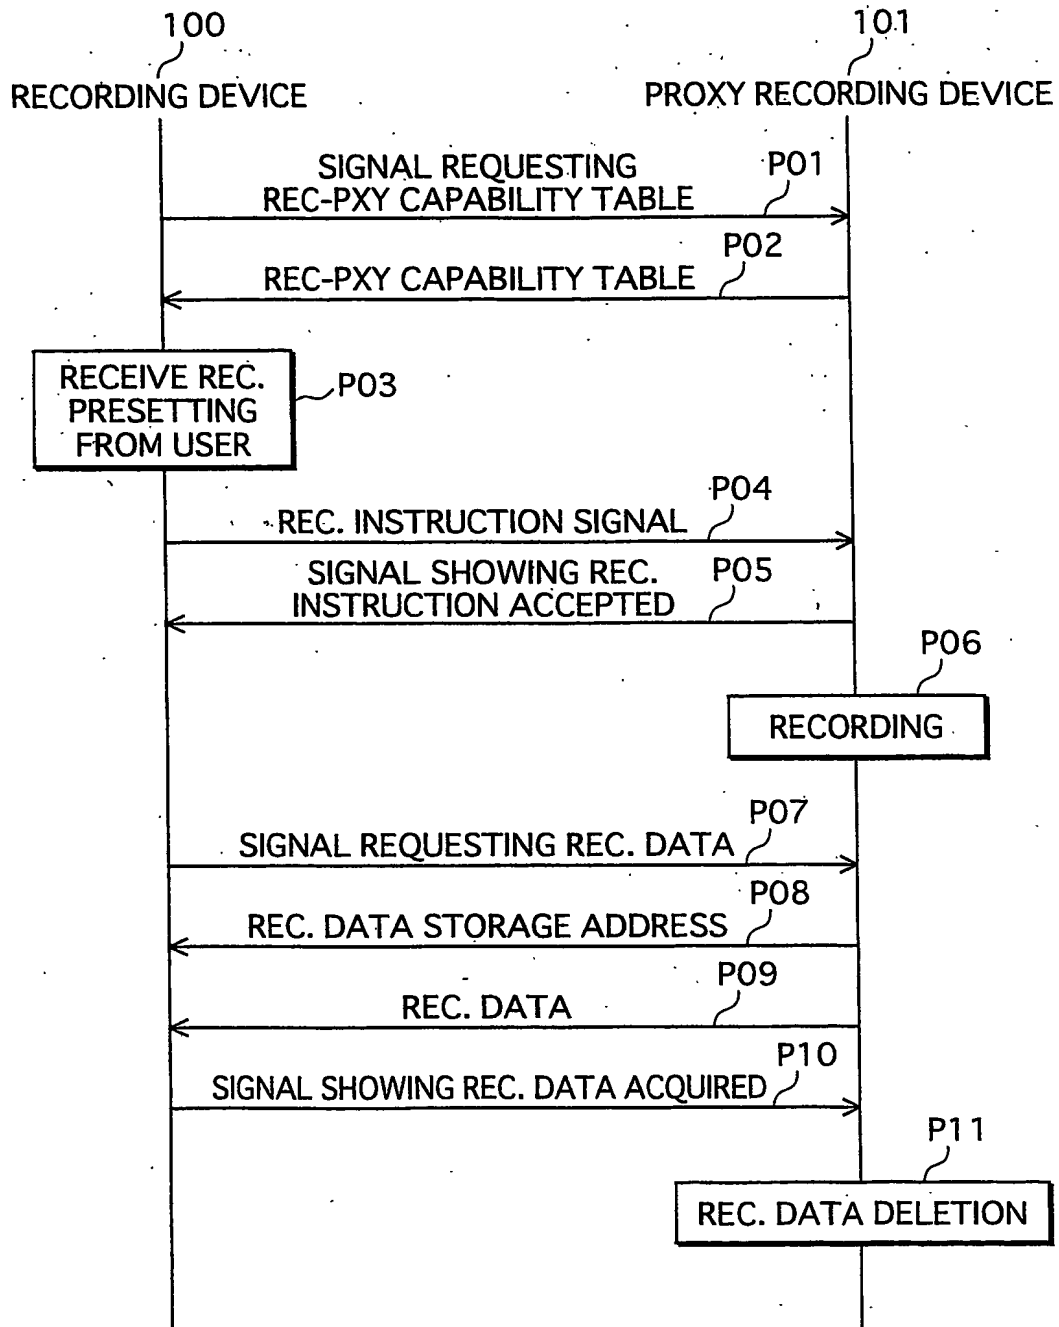 100
101
RECORDING DEVICE
PROXY RECORDING DEVICE
SIGNAL REQUESTING
REC-PXY CAPABILITY TABLE
P01
P02
REC-PXY CAPABILITY TABLE
RECEIVE REC.
PRESETTING
FROM USER
P03
P04
REC. INSTRUCTION SIGNAL
SIGNAL SHOWING REC.
INSTRUCTION ACCEPTED
P05
P06
RECORDING
P07
SIGNAL REQUESTING REC. DATA
P08
REC. DATA STORAGE ADDRESS
P09
REC. DATA
P10
SIGNAL SHOWING REC. DATA ACQUIRED
P11
REC. DATA DELETION